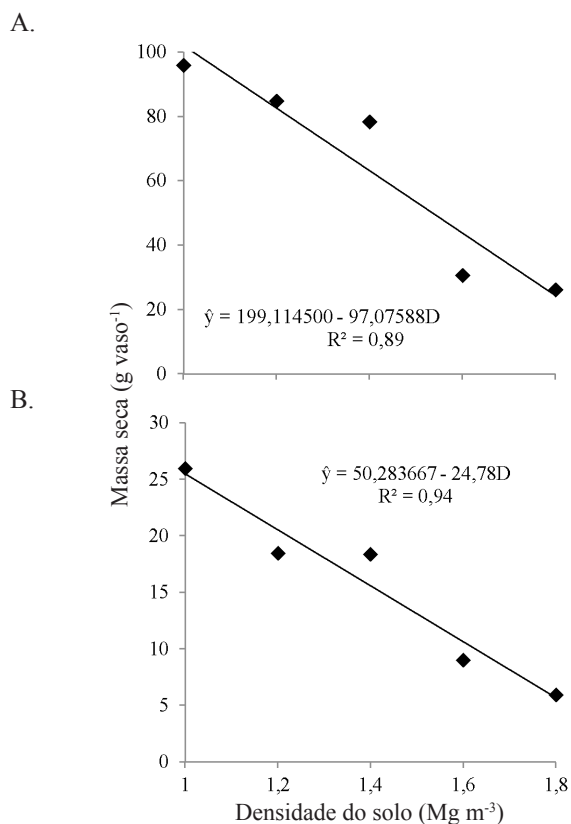 A.
100
80
60
40
20
0
ŷ = 199,114500 - 97,07588D
R² = 0,89
Massa seca (g vaso⁻¹)
B.
30
25
20
15
10
5
0
ŷ = 50,283667 - 24,78D
R² = 0,94
1 1,2 1,4 1,6 1,8
Densidade do solo (Mg m⁻³)